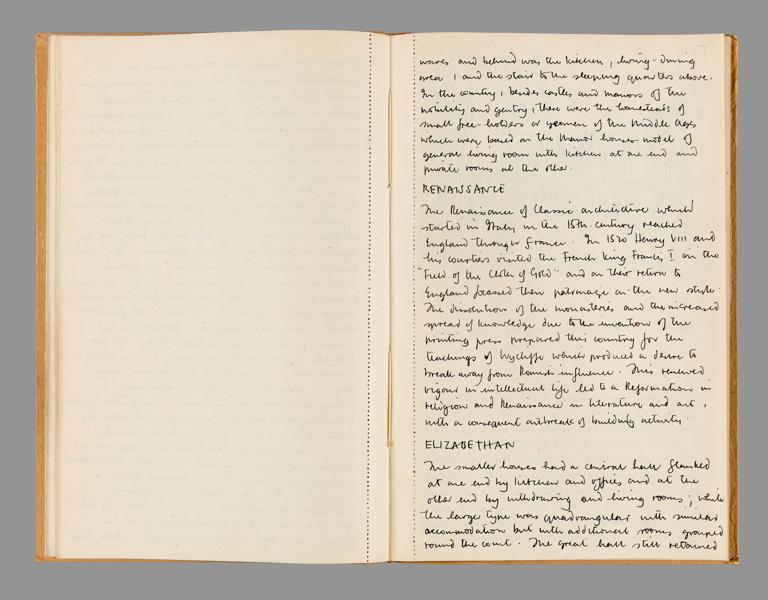 wares and behind was the kitchen, living-dining
area, and the stair to the sleeping quarters above.
In the country, besides castles and manors of the
nobility and gentry, there were the homesteads of
small free-holders or yeomen of the Middle Ages
which were based on the Manor house model of
general living room with kitchen at one end and
private rooms at the other.
RENAISSANCE
The Renaissance of Classic architecture which
started in Italy in the 15th century reached
England through France. In 1520 Henry VIII and
his courtiers visited the French King Francis I on the
"Field of the Cloth of Gold" and on their return to
England focused their patronage on the new style.
The dissolution of the monasteries and the increased
spread of knowledge due to the invention of the
printing press prepared this country for the
teachings of Wycliffe which produced a desire to
break away from Romish influence. This renewed
vigour in intellectual life led to a Reformation in
religion and Renaissance in literature and art,
with a consequent outbreak of building activity.
ELIZABETHAN
The smaller houses had a central hall flanked
at one end by kitchen and offices and at the
other end by withdrawing and living rooms; while
the large type was quadrangular with similar
accommodation but with additional rooms grouped
round the court. The great hall still retained